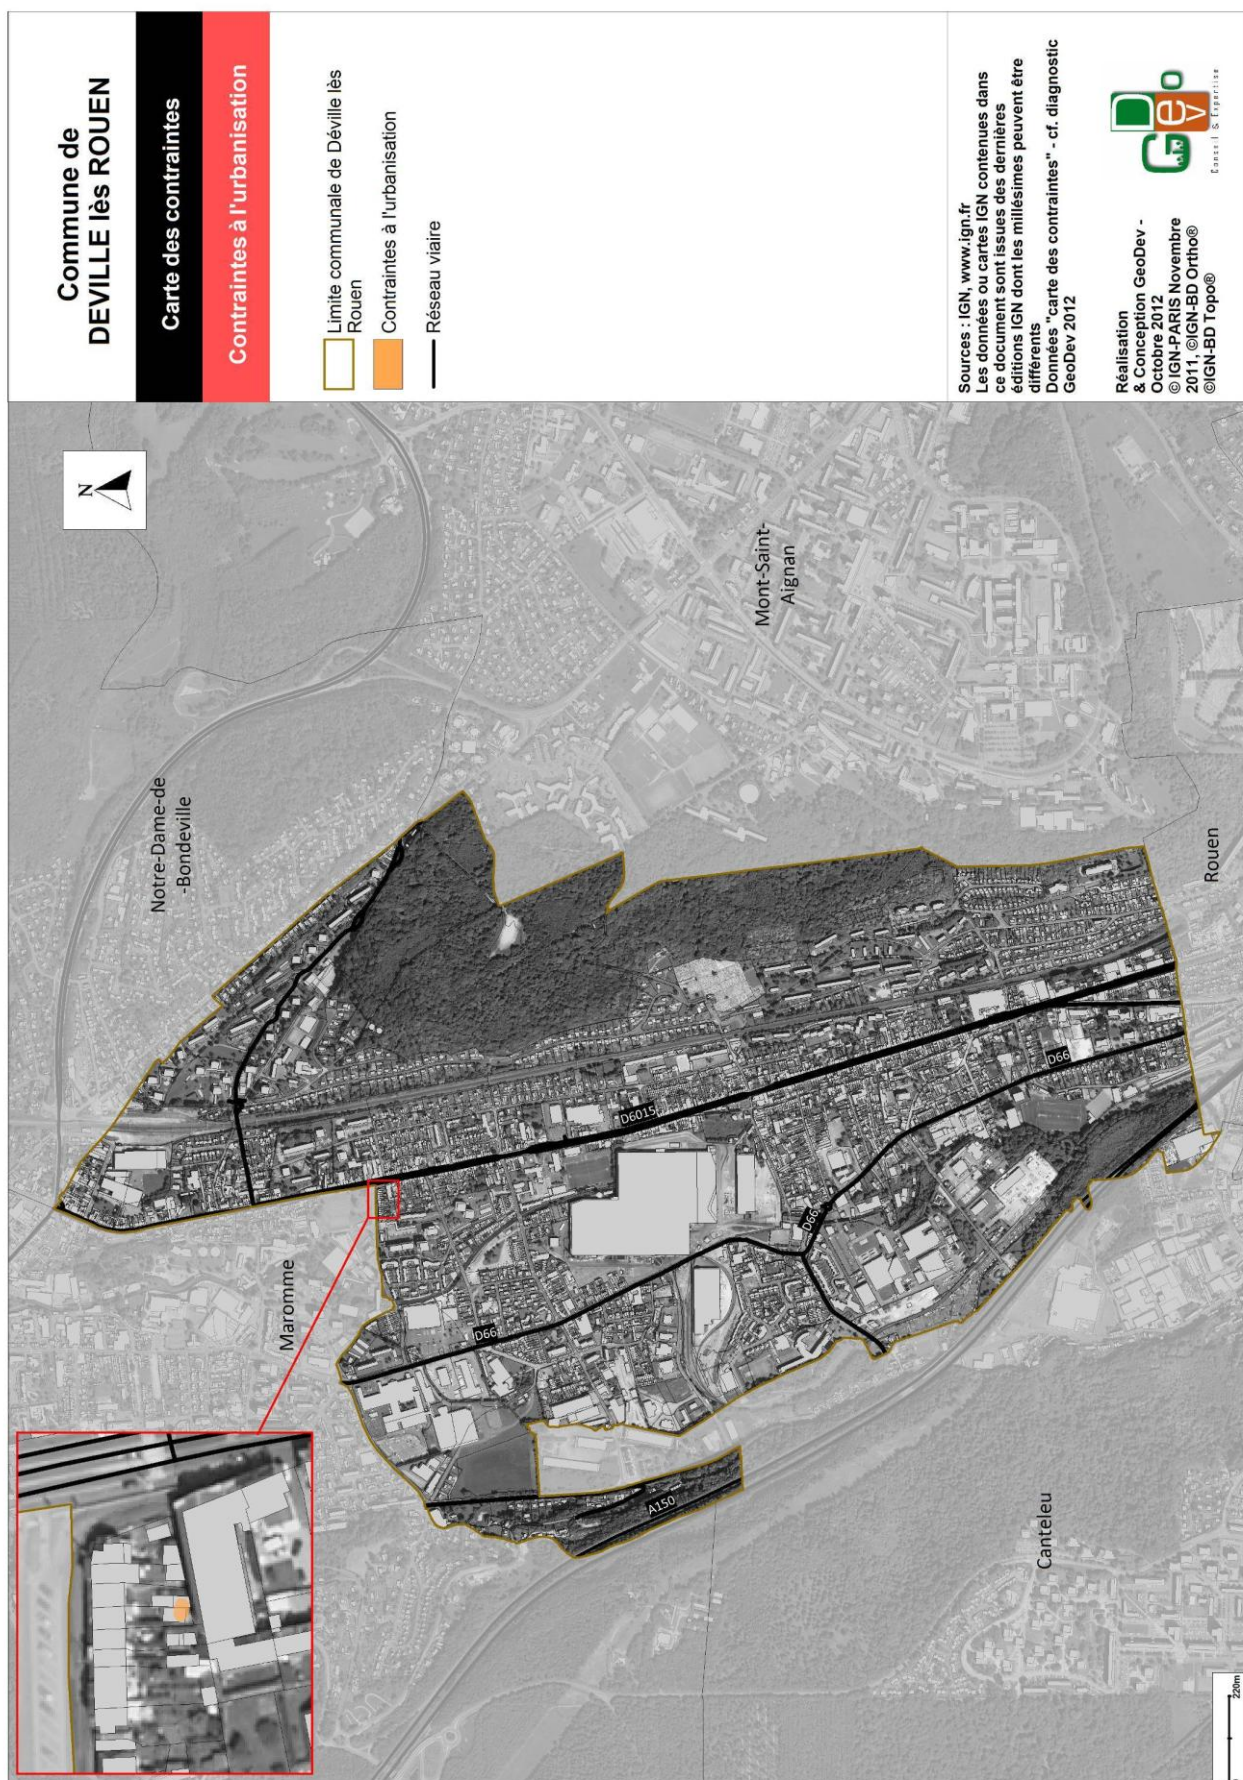 Commune de
DEVILLE lès ROUEN
Carte des contraintes
Contraintes à l'urbanisation
Limite communale de Déville lès
Rouen
Contraintes à l'urbanisation
Réseau viaire
Sources : IGN, www.ign.fr
Les données ou cartes IGN contenues dans
ce document sont issues des dernières
éditions IGN dont les millésimes peuvent être
différents
Données "carte des contraintes" - cf. diagnostic
GeoDev 2012
Réalisation
& Conception GeoDev -
Octobre 2012
© IGN-PARIS Novembre
2011, ©IGN-BD Ortho®
©IGN-BD Topo®
GeoDev
Conseil & Expertise
N
Notre-Dame-de
-Bondeville
Mont-Saint-
Aignan
Maromme
Rouen
Canteleu
D6015
D66
D66
D66
A150
220m